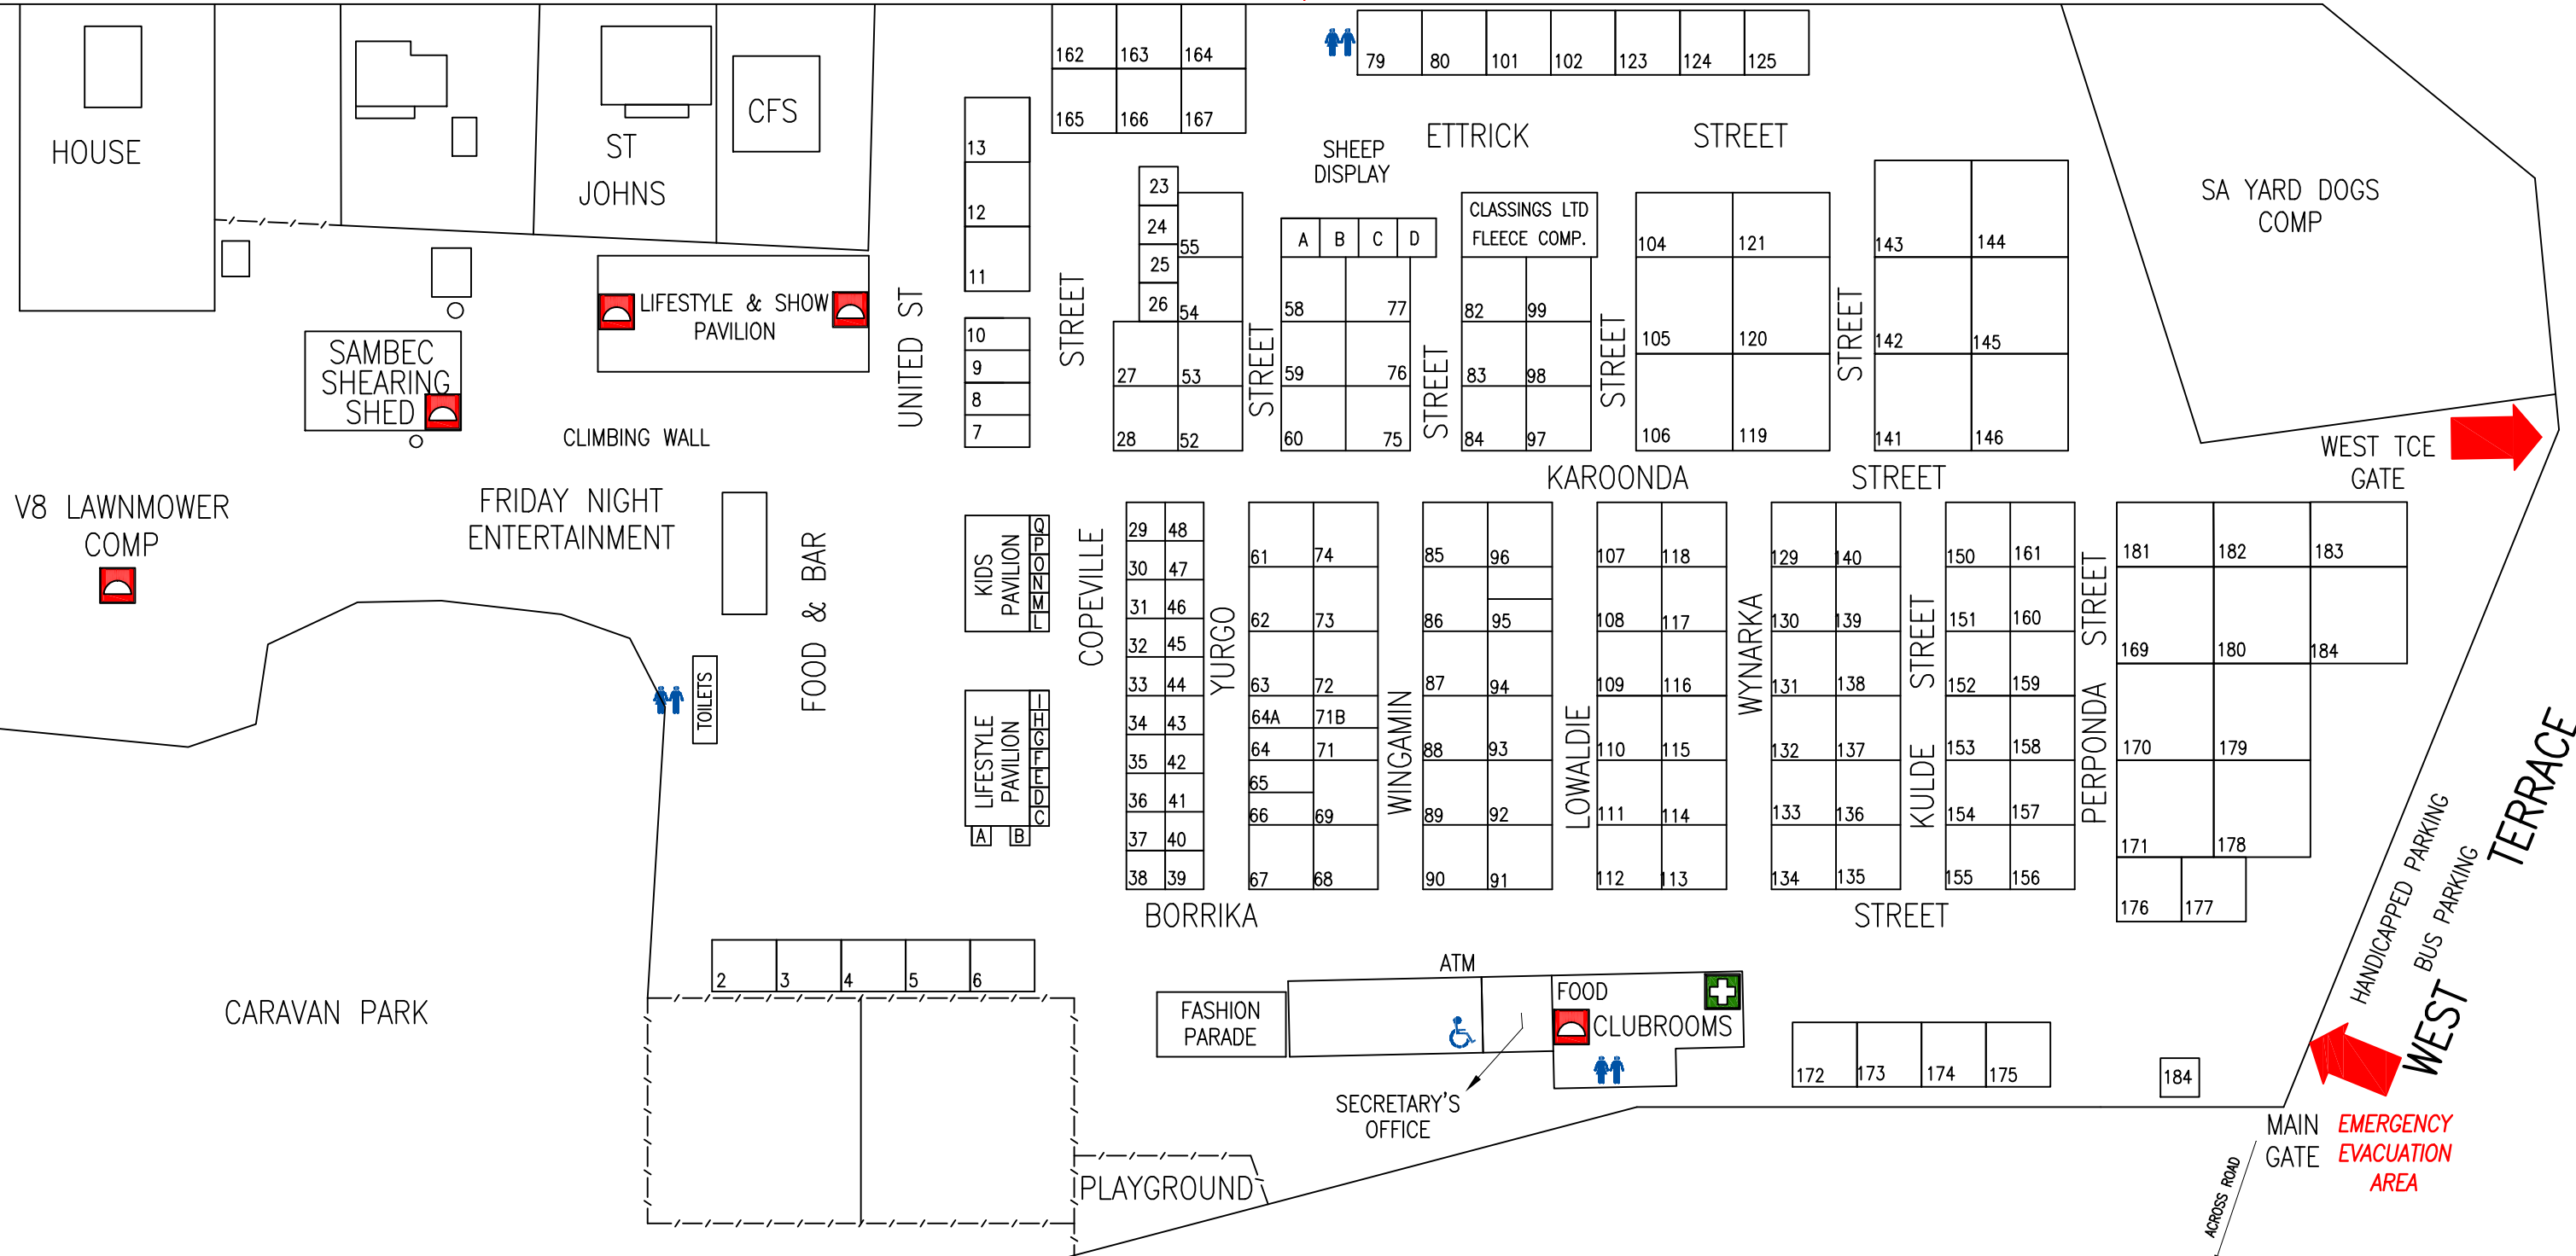 HOUSE
ST
JOHNS
CFS
162 163 164
165 166 167
79 80 101 102 123 124 125
ETTRICK STREET
SHEEP
DISPLAY
SA YARD DOGS
COMP
13
12
11
10
9
8
7
UNITED ST
STREET
LIFESTYLE & SHOW
PAVILION
SAMBEC
SHEARING
SHED
CLIMBING WALL
23
24
25
26
55
54
27 53
28 52
STREET
A B C D
58 77
59 76
60 75
STREET
CLASSINGS LTD
FLEECE COMP.
82 99
83 98
84 97
STREET
104 121
105 120
106 119
STREET
143 144
142 145
141 146
WEST TCE
GATE
KAROONDA STREET
V8 LAWNMOWER
COMP
FRIDAY NIGHT
ENTERTAINMENT
FOOD & BAR
TOILETS
KIDS
PAVILION
Q
P
O
N
M
L
LIFESTYLE
PAVILION
I
H
G
F
E
D
C
A B
COPEVILLE
29 48
30 47
31 46
32 45
33 44
34 43
35 42
36 41
37 40
38 39
YURGO
61 74
62 73
63 72
64A 71B
64 71
65
66 69
67 68
WINGAMIN
85 96
86 95
87 94
88 93
89 92
90 91
LOWALDIE
107 118
108 117
109 116
110 115
111 114
112 113
WYNARKA
129 140
130 139
131 138
132 137
133 136
134 135
KULDE STREET
150 161
151 160
152 159
153 158
154 157
155 156
PERPONDA STREET
181 182 183
169 180 184
170 179
171 178
176 177
HANDICAPPED PARKING
BUS PARKING
WEST TERRACE
BORRIKA STREET
2 3 4 5 6
CARAVAN PARK
ATM
FASHION
PARADE
FOOD
CLUBROOMS
SECRETARY'S
OFFICE
172 173 174 175
184
PLAYGROUND
MAIN
GATE
EMERGENCY
EVACUATION
AREA
ACROSS ROAD